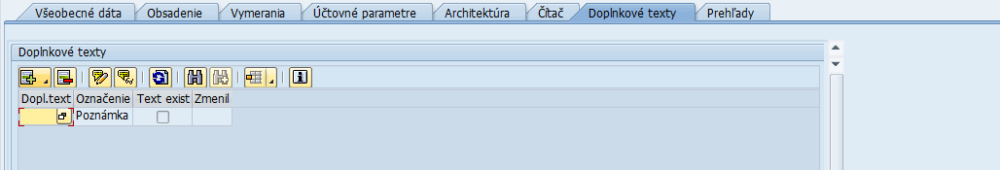 Všeobecné dáta Obsadenie Vymerania Účtovné parametre Architektúra Čítač Doplnkové texty Prehľady
Doplnkové texty
Dopl.text Označenie Text exist Zmenil
Poznámka